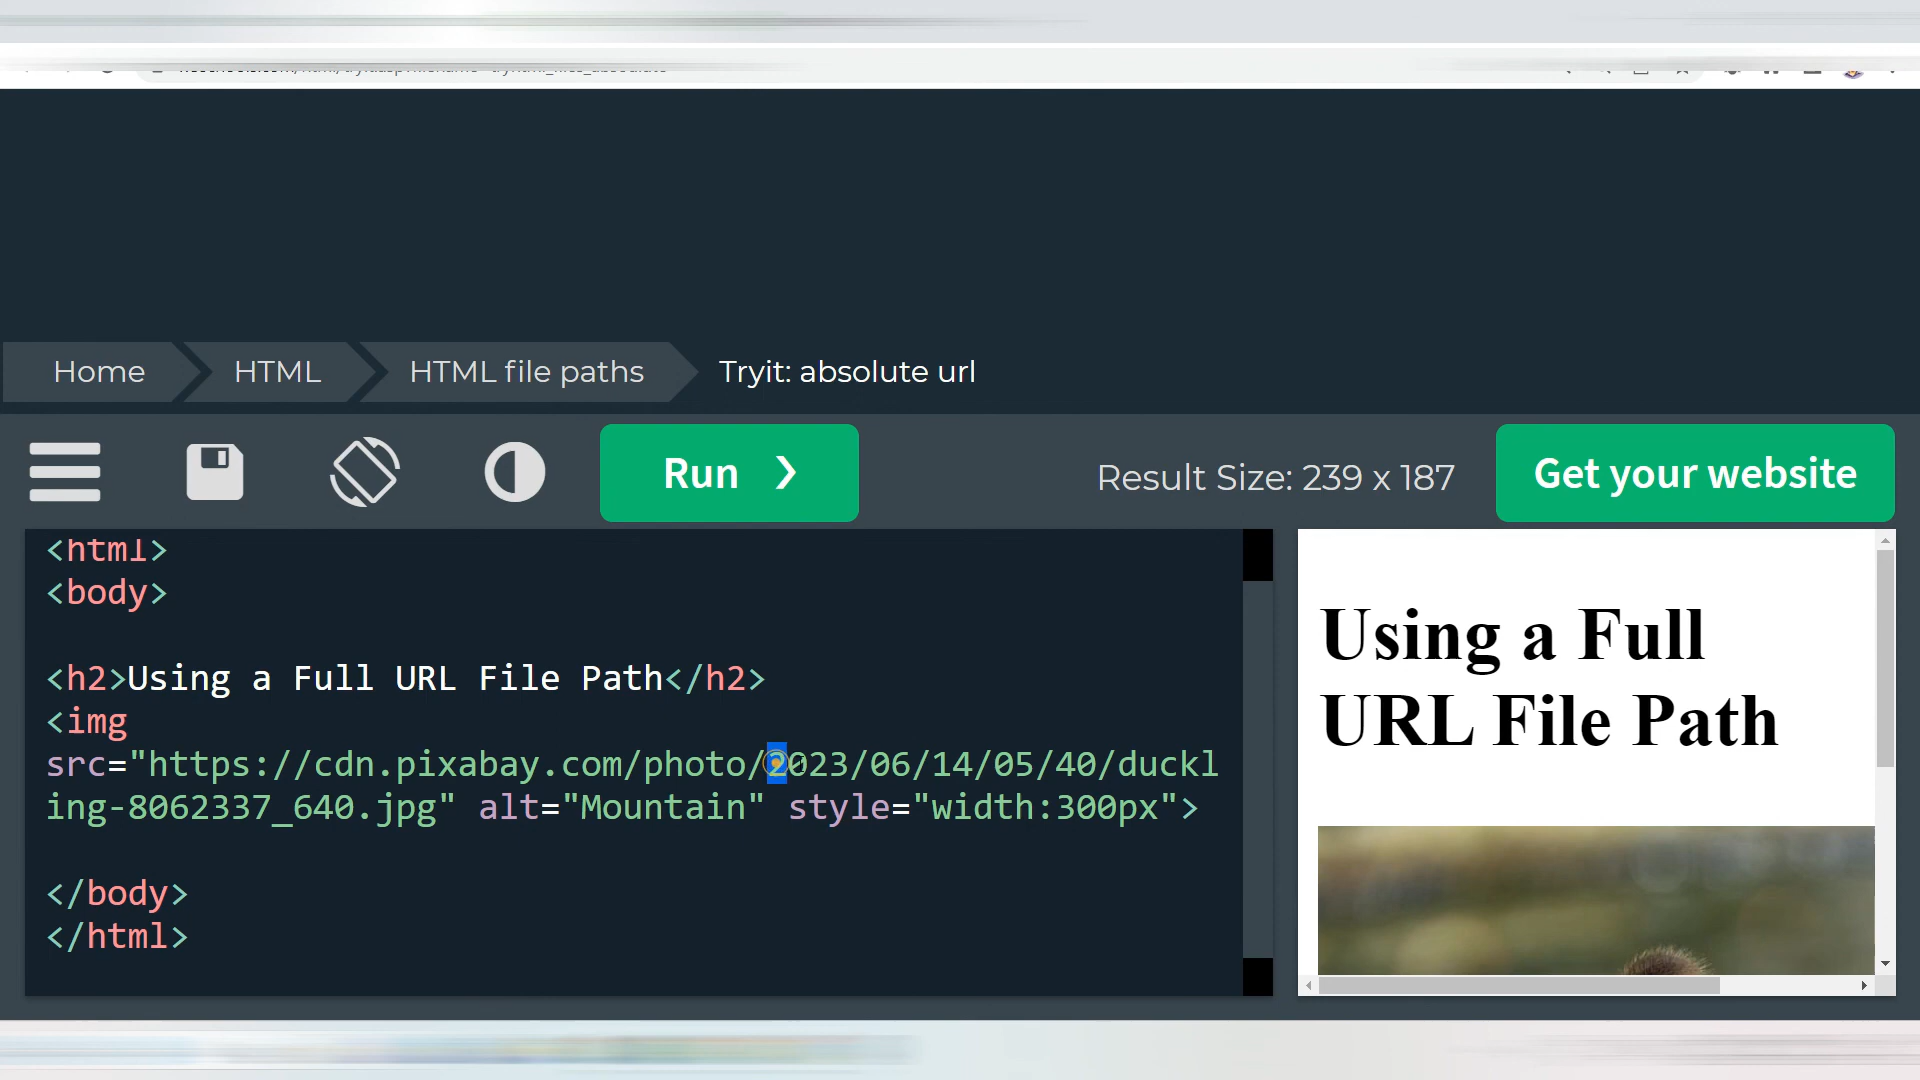 Home HTML HTML file paths Tryit: absolute url
Run ❯ Result Size: 239 x 187 Get your website
<html>
<body>
<h2>Using a Full URL File Path</h2>
<img
src="https://cdn.pixabay.com/photo/2023/06/14/05/40/duckl
ing-8062337_640.jpg" alt="Mountain" style="width:300px">
</body>
</html>
Using a Full
URL File Path